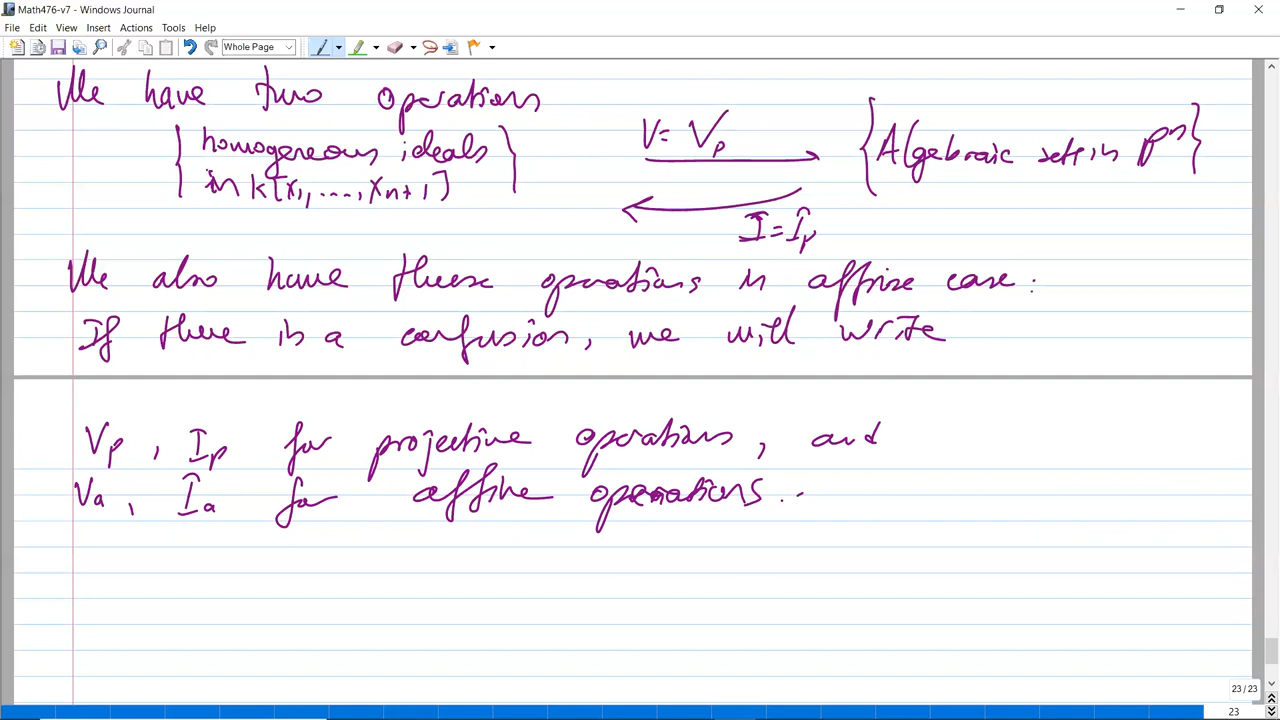 Math476-v7 - Windows Journal
File Edit View Insert Actions Tools Help
Whole Page
We have two operations
{ homogeneous ideals in k[x1, ...., xn+1] } V = Vp { Algebraic sets in Pⁿ }
I = Ip
We also have these operations in affine case :
If there is a confusion, we will write
Vp , Ip for projective operations , and
Va , Ia for affine operations . .
23 / 23
23